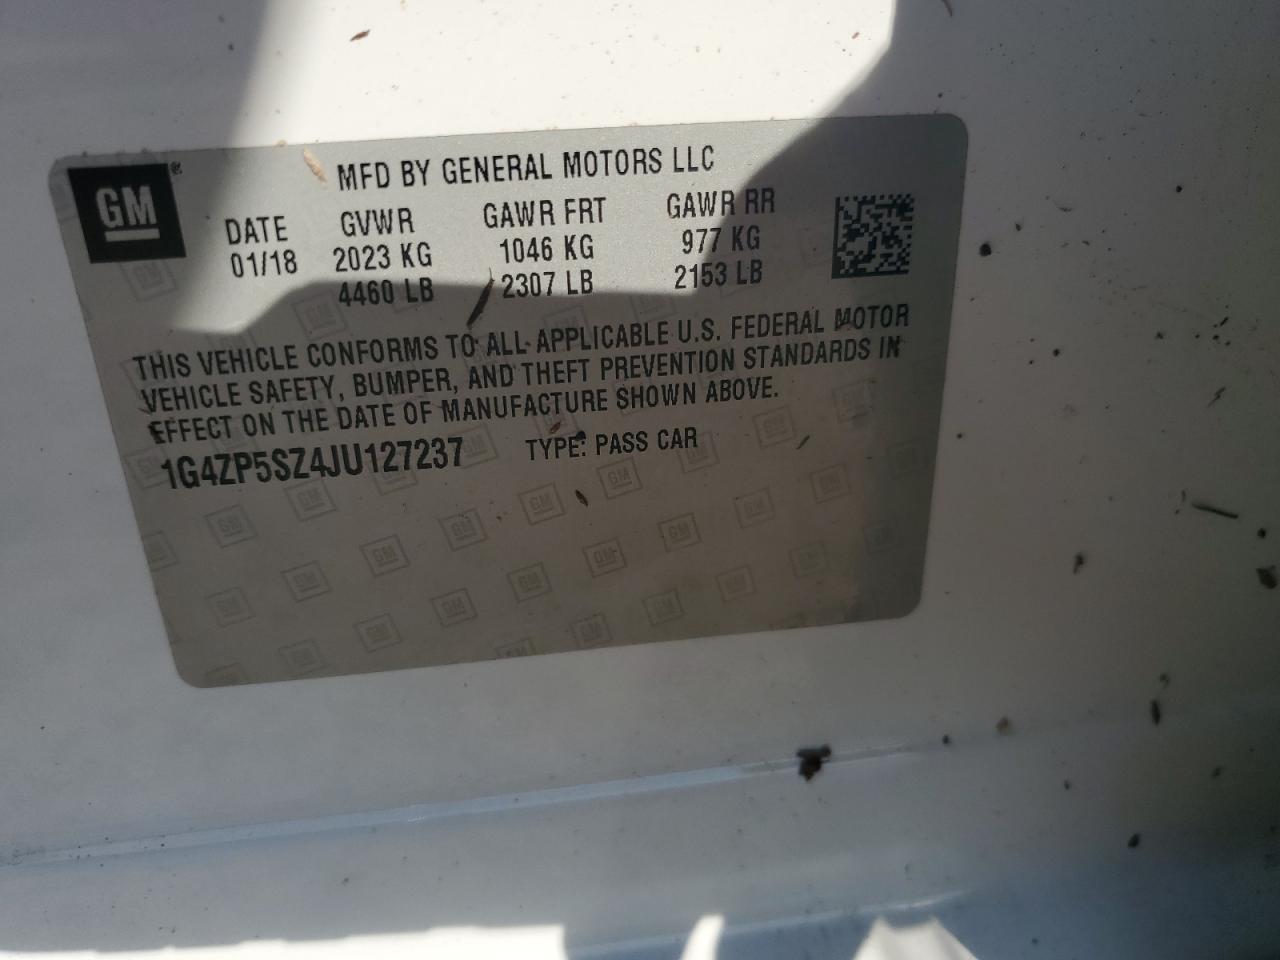 GM®
MFD BY GENERAL MOTORS LLC
DATE GVWR GAWR FRT GAWR RR
01/18 2023 KG 1046 KG 977 KG
4460 LB 2307 LB 2153 LB
THIS VEHICLE CONFORMS TO ALL APPLICABLE U.S. FEDERAL MOTOR
VEHICLE SAFETY, BUMPER, AND THEFT PREVENTION STANDARDS IN
EFFECT ON THE DATE OF MANUFACTURE SHOWN ABOVE.
1G4ZP5SZ4JU127237 TYPE: PASS CAR